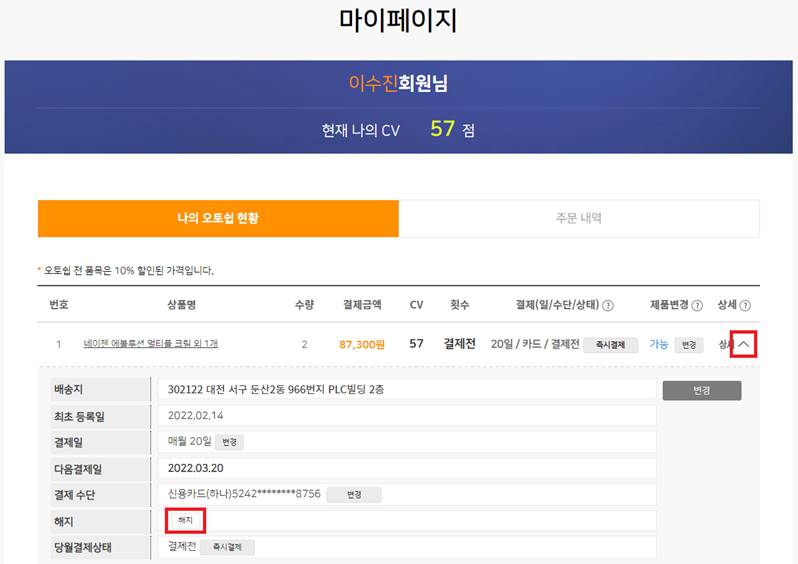 마이페이지
이수진회원님
현재 나의 CV 57 점
나의 오토쉽 현황 주문 내역
* 오토쉽 전 품목은 10% 할인된 가격입니다.
번호 상품명 수량 결제금액 CV 횟수 결제(일/수단/상태) ? 제품변경 ? 상세 ?
1 네이젠 에볼루션 멀티플 크림 외 1개 2 87,300원 57 결제전 20일 / 카드 / 결제전 즉시결제 가능 변경 상세
배송지 302122 대전 서구 둔산2동 966번지 PLC빌딩 2층 변경
최초 등록일 2022.02.14
결제일 매월 20일 변경
다음결제일 2022.03.20
결제 수단 신용카드(하나)5242********8756 변경
해지 해지
당월결제상태 결제전 즉시결제